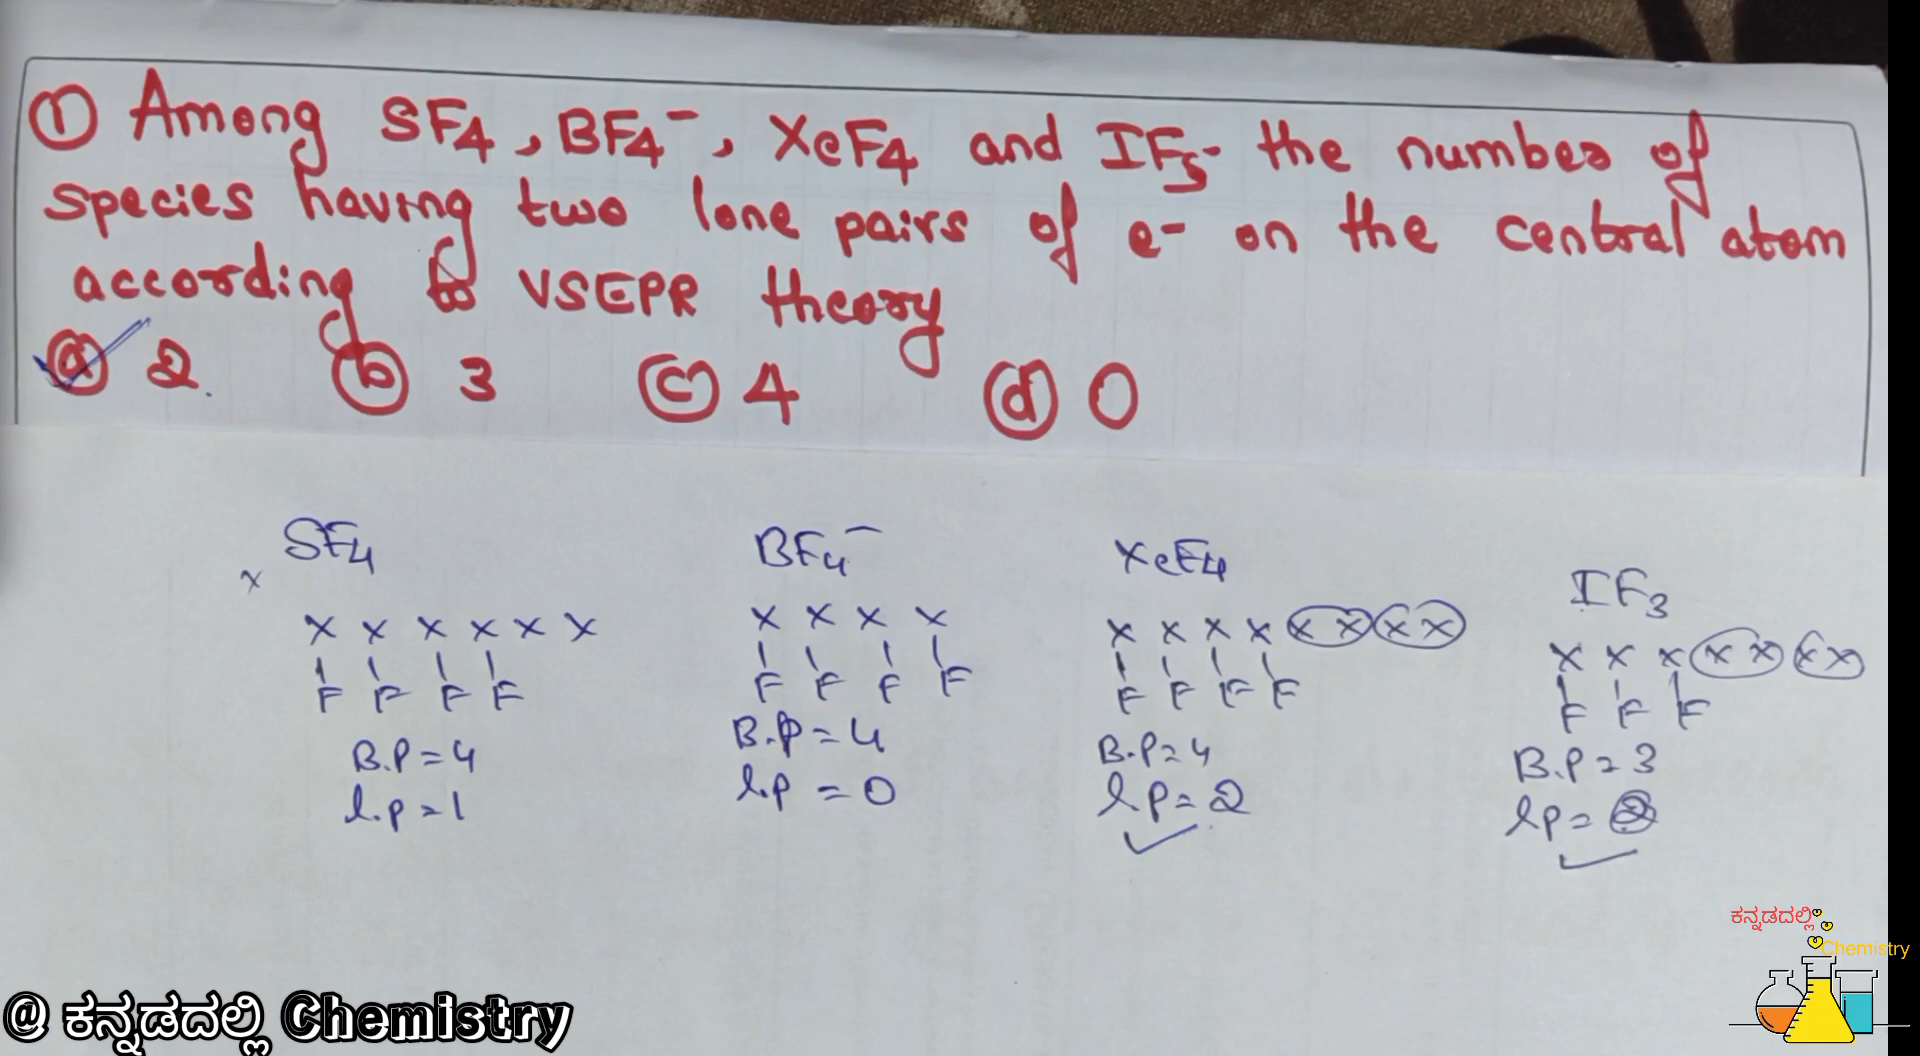 ① Among SF4, BF4⁻, XeF4 and IF5⁻ the number of
species having two lone pairs of e⁻ on the central atom
according to VSEPR theory
ⓐ 2. ⓑ 3 ⓒ 4 ⓓ 0
SF4 BF4⁻ XeF4 IF3
x
x x x x x x
F F F F
B.P = 4
l.p = 1
x x x x
F F F F
B.P = 4
l.p = 0
x x x x x x x x
F F F F
B.P = 4
l.p = 2
x x x x x x x
F F F
B.P = 3
lp = 2
ಕನ್ನಡದಲ್ಲಿ
Chemistry
@ ಕನ್ನಡದಲ್ಲಿ Chemistry